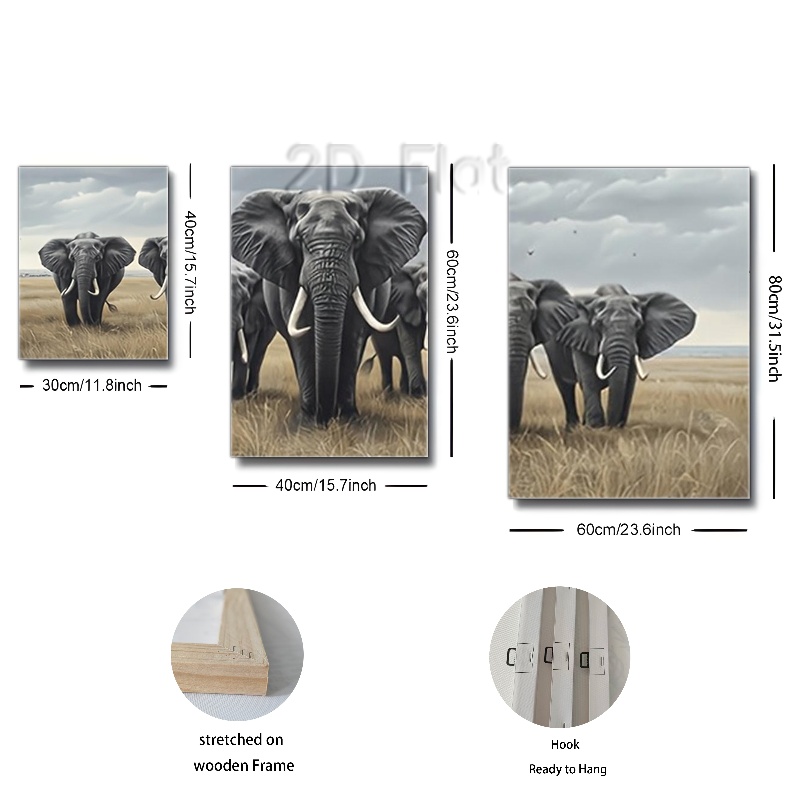 2D Flat
40cm/15.7inch
30cm/11.8inch
60cm/23.6inch
40cm/15.7inch
80cm/31.5inch
60cm/23.6inch
stretched on
wooden Frame
Hook
Ready to Hang